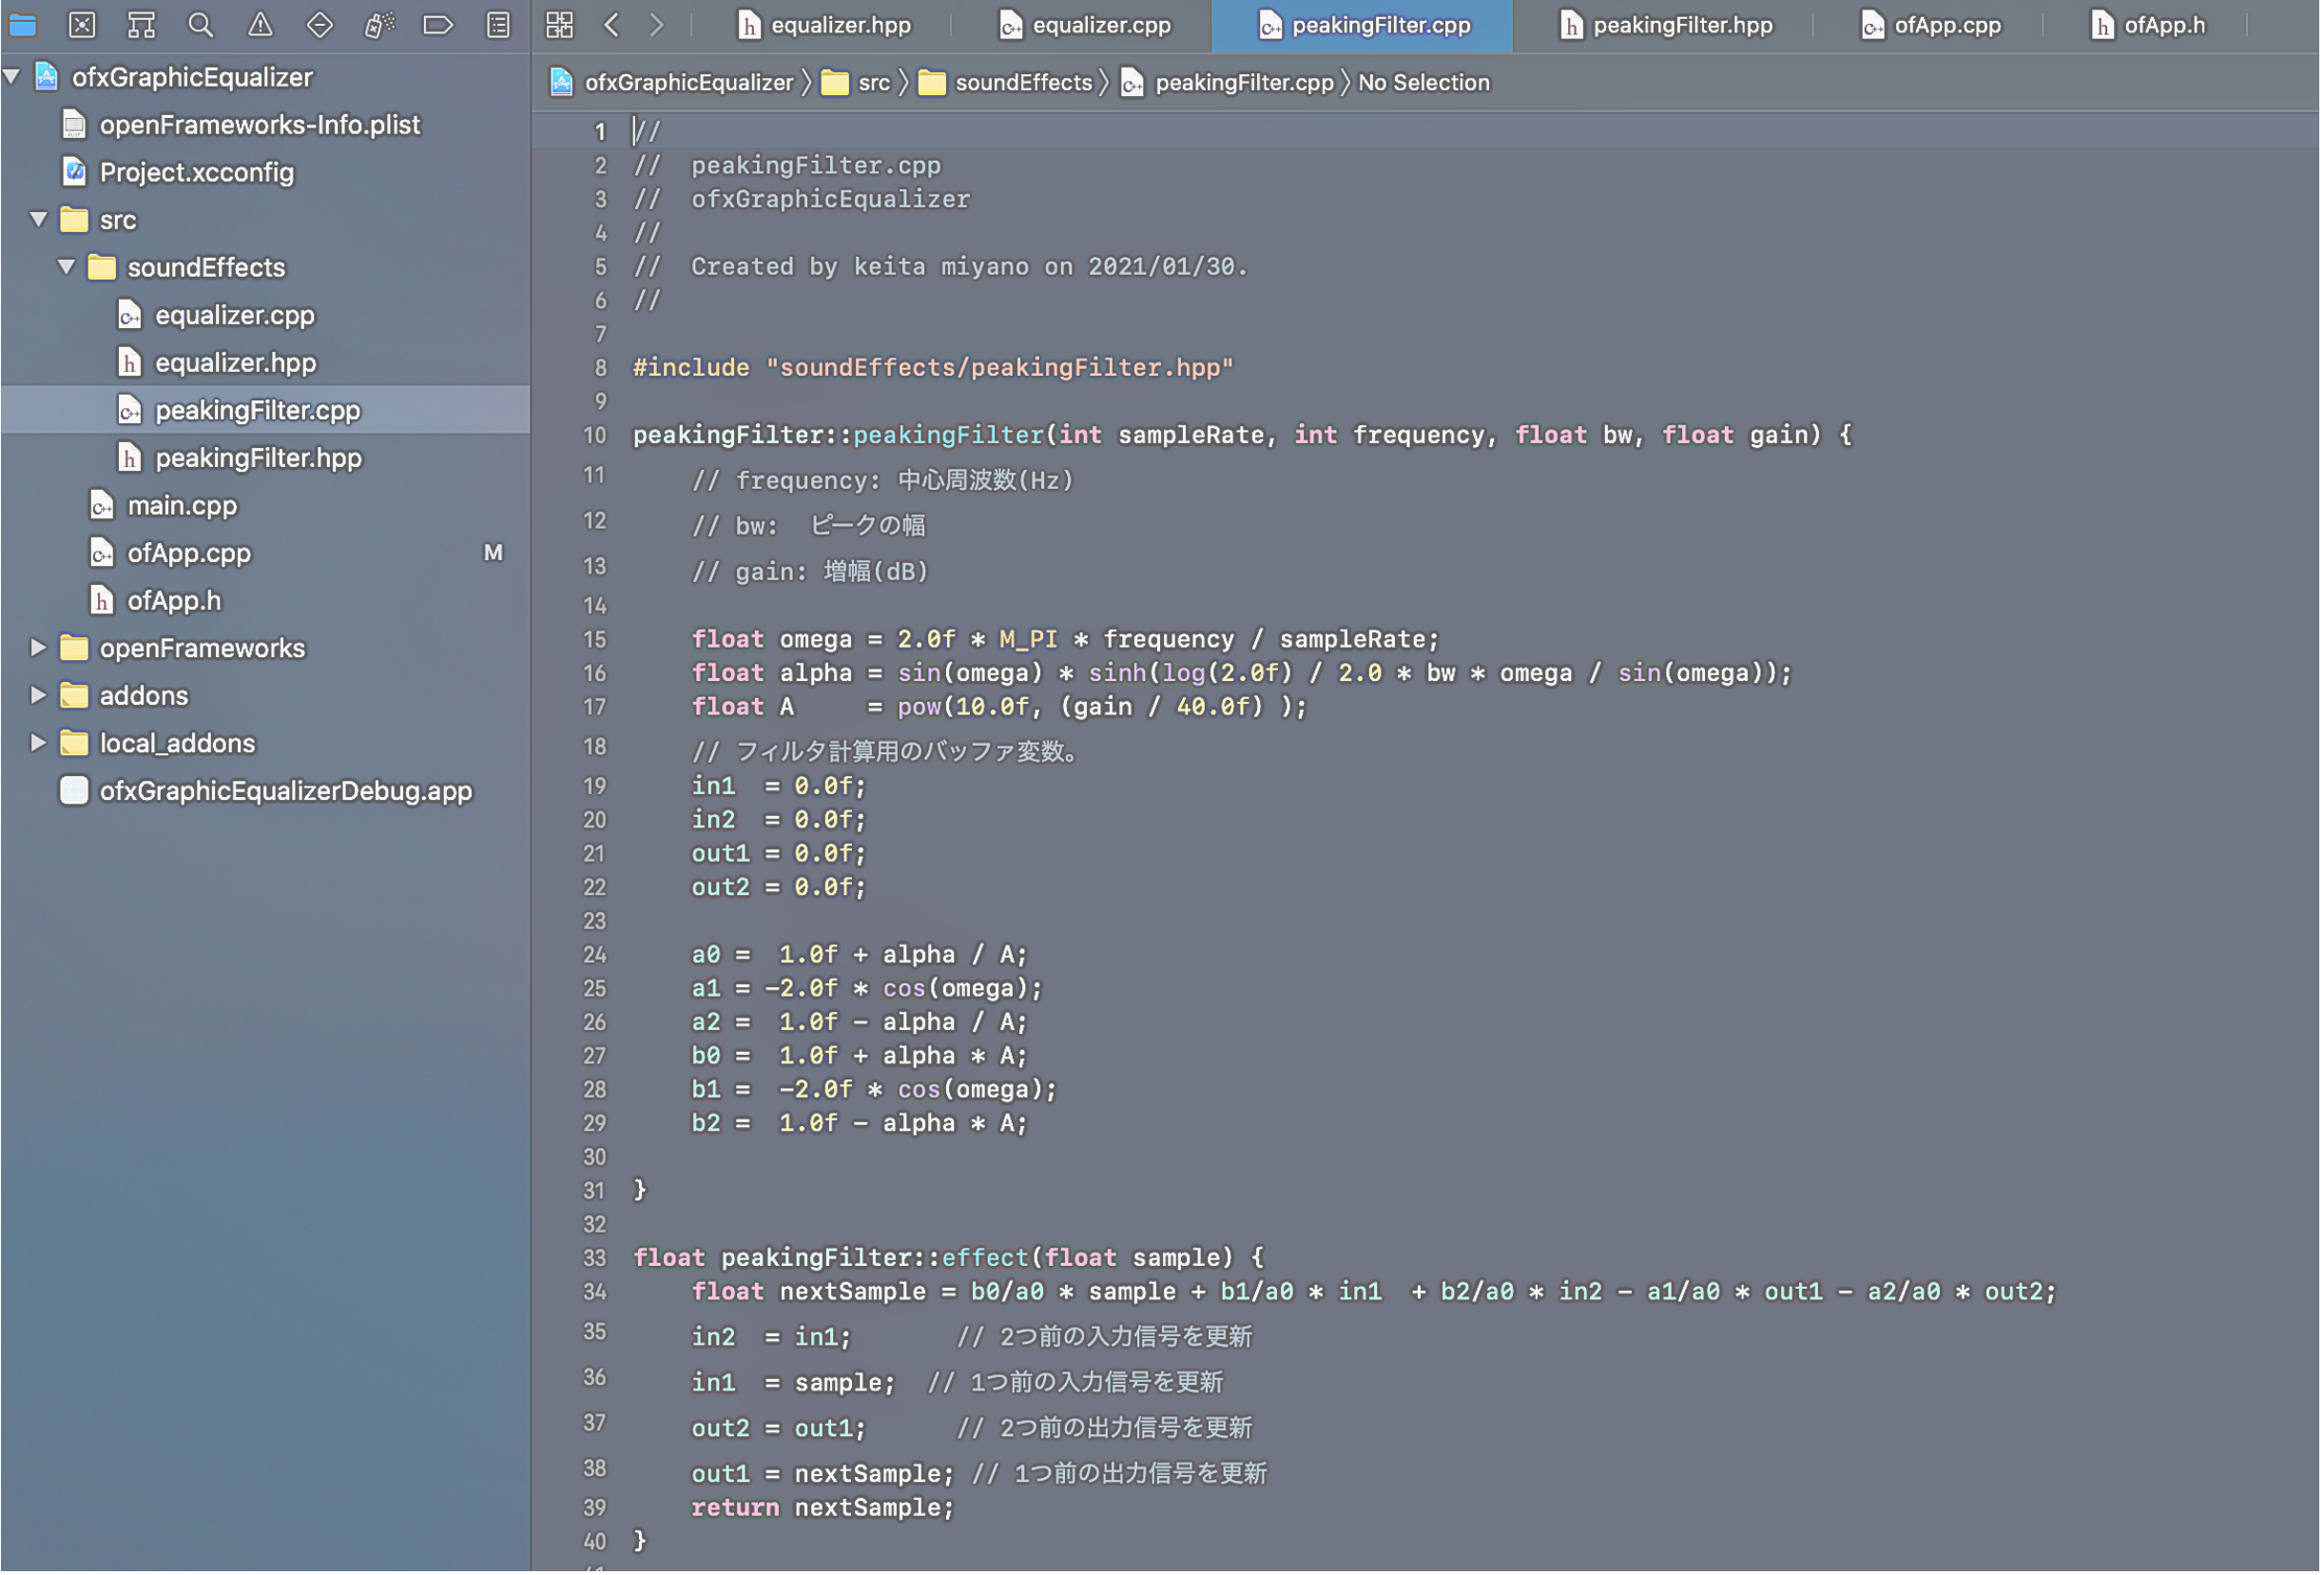 ofxGraphicEqualizer
openFrameworks-Info.plist
Project.xcconfig
src
soundEffects
equalizer.cpp
equalizer.hpp
peakingFilter.cpp
peakingFilter.hpp
main.cpp
ofApp.cpp M
ofApp.h
openFrameworks
addons
local_addons
ofxGraphicEqualizerDebug.app
equalizer.hpp equalizer.cpp peakingFilter.cpp peakingFilter.hpp ofApp.cpp ofApp.h
ofxGraphicEqualizer 〉 src 〉 soundEffects 〉 peakingFilter.cpp 〉 No Selection
1 //
2 //  peakingFilter.cpp
3 //  ofxGraphicEqualizer
4 //
5 //  Created by keita miyano on 2021/01/30.
6 //
7
8 #include "soundEffects/peakingFilter.hpp"
9
10 peakingFilter::peakingFilter(int sampleRate, int frequency, float bw, float gain) {
11     // frequency: 中心周波数(Hz)
12     // bw:  ピークの幅
13     // gain: 増幅(dB)
14
15     float omega = 2.0f * M_PI * frequency / sampleRate;
16     float alpha = sin(omega) * sinh(log(2.0f) / 2.0 * bw * omega / sin(omega));
17     float A     = pow(10.0f, (gain / 40.0f) );
18     // フィルタ計算用のバッファ変数。
19     in1  = 0.0f;
20     in2  = 0.0f;
21     out1 = 0.0f;
22     out2 = 0.0f;
23
24     a0 =  1.0f + alpha / A;
25     a1 = -2.0f * cos(omega);
26     a2 =  1.0f - alpha / A;
27     b0 =  1.0f + alpha * A;
28     b1 =  -2.0f * cos(omega);
29     b2 =  1.0f - alpha * A;
30
31 }
32
33 float peakingFilter::effect(float sample) {
34     float nextSample = b0/a0 * sample + b1/a0 * in1  + b2/a0 * in2 - a1/a0 * out1 - a2/a0 * out2;
35     in2  = in1;       // 2つ前の入力信号を更新
36     in1  = sample;  // 1つ前の入力信号を更新
37     out2 = out1;      // 2つ前の出力信号を更新
38     out1 = nextSample; // 1つ前の出力信号を更新
39     return nextSample;
40 }